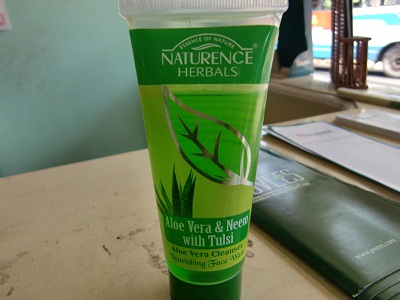 ESSENCE OF NATURE
NATURENCE
HERBALS
Aloe Vera & Neem
with Tulsi
Aloe Vera Cleanser
Nourishing Face Wash